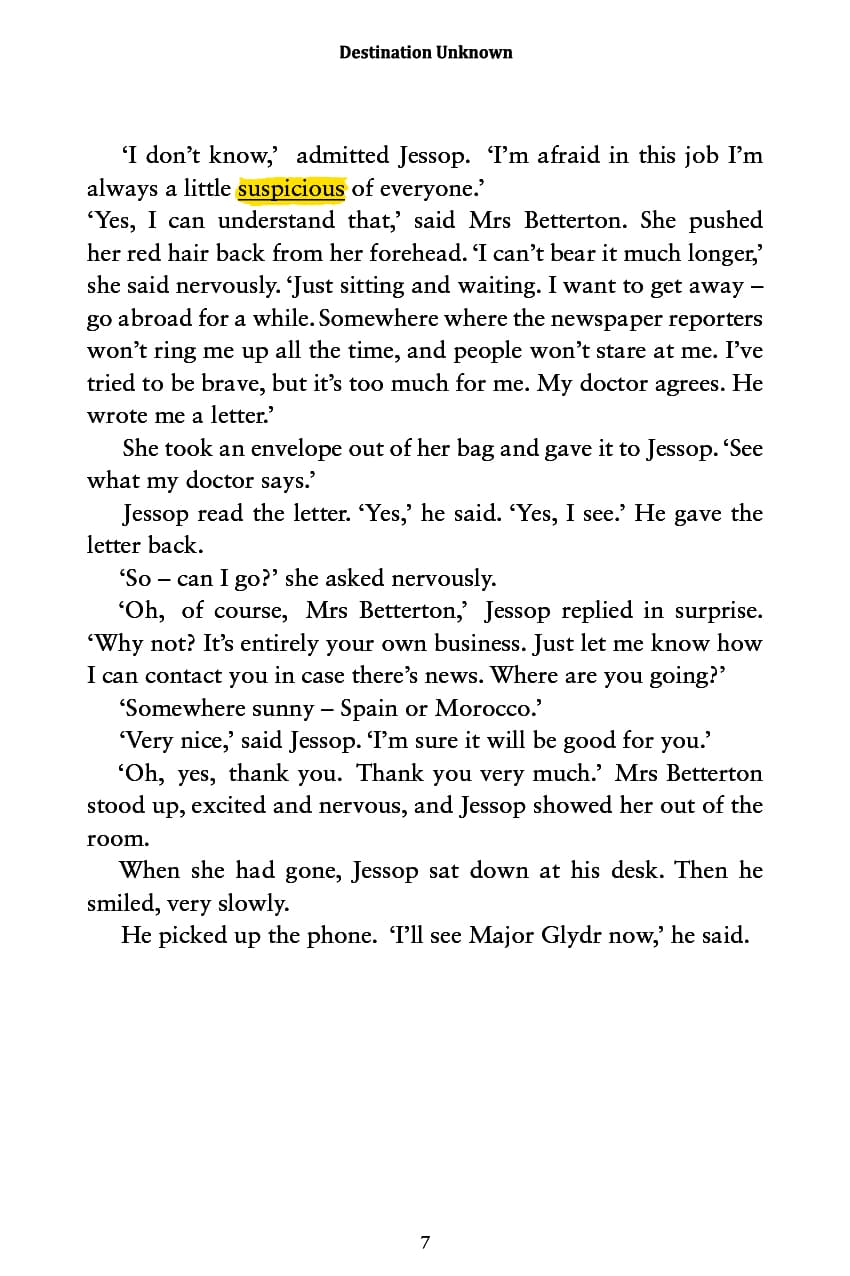 Destination Unknown
‘I don’t know,’ admitted Jessop. ‘I’m afraid in this job I’m
always a little suspicious of everyone.’
‘Yes, I can understand that,’ said Mrs Betterton. She pushed
her red hair back from her forehead. ‘I can’t bear it much longer,’
she said nervously. ‘Just sitting and waiting. I want to get away –
go abroad for a while. Somewhere where the newspaper reporters
won’t ring me up all the time, and people won’t stare at me. I’ve
tried to be brave, but it’s too much for me. My doctor agrees. He
wrote me a letter.’
She took an envelope out of her bag and gave it to Jessop. ‘See
what my doctor says.’
Jessop read the letter. ‘Yes,’ he said. ‘Yes, I see.’ He gave the
letter back.
‘So – can I go?’ she asked nervously.
‘Oh, of course, Mrs Betterton,’ Jessop replied in surprise.
‘Why not? It’s entirely your own business. Just let me know how
I can contact you in case there’s news. Where are you going?’
‘Somewhere sunny – Spain or Morocco.’
‘Very nice,’ said Jessop. ‘I’m sure it will be good for you.’
‘Oh, yes, thank you. Thank you very much.’ Mrs Betterton
stood up, excited and nervous, and Jessop showed her out of the
room.
When she had gone, Jessop sat down at his desk. Then he
smiled, very slowly.
He picked up the phone. ‘I’ll see Major Glydr now,’ he said.
7